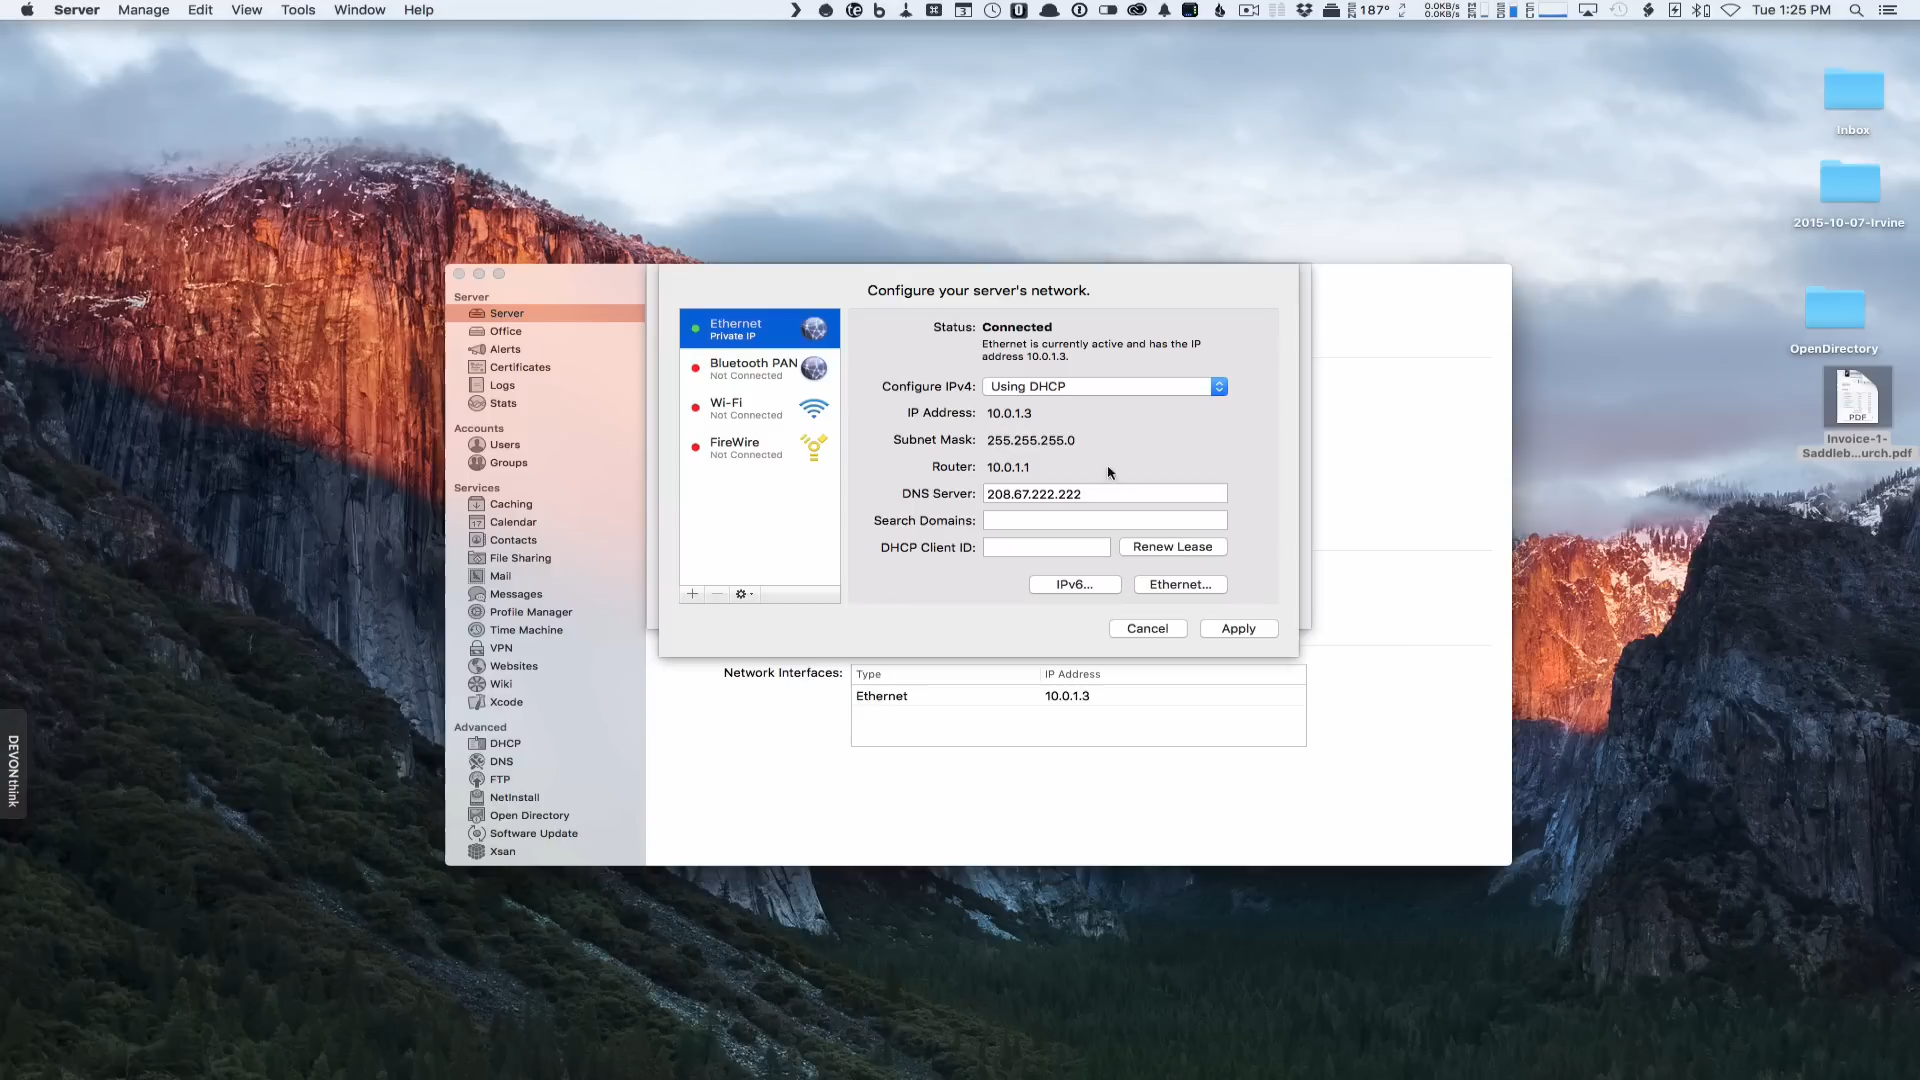 Server Manage Edit View Tools Window Help
187° 0.0KB/s 0.0KB/s Tue 1:25 PM
Inbox
2015-10-07-Irvine
OpenDirectory
PDF
Invoice-1-
Saddleb...urch.pdf
DEVONthink
Server
Server
Office
Alerts
Certificates
Logs
Stats
Accounts
Users
Groups
Services
Caching
Calendar
Contacts
File Sharing
Mail
Messages
Profile Manager
Time Machine
VPN
Websites
Wiki
Xcode
Advanced
DHCP
DNS
FTP
NetInstall
Open Directory
Software Update
Xsan
Configure your server's network.
Ethernet
Private IP
Bluetooth PAN
Not Connected
Wi-Fi
Not Connected
FireWire
Not Connected
Status: Connected
Ethernet is currently active and has the IP
address 10.0.1.3.
Configure IPv4: Using DHCP
IP Address: 10.0.1.3
Subnet Mask: 255.255.255.0
Router: 10.0.1.1
DNS Server: 208.67.222.222
Search Domains:
DHCP Client ID: Renew Lease
IPv6... Ethernet...
Cancel Apply
Network Interfaces: Type IP Address
Ethernet 10.0.1.3